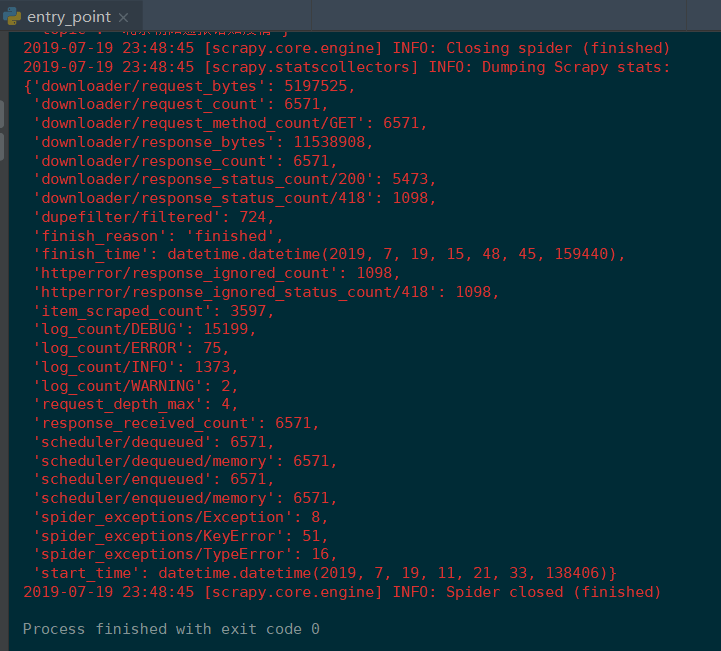 entry_point
2019-07-19 23:48:45 [scrapy.core.engine] INFO: Closing spider (finished)
2019-07-19 23:48:45 [scrapy.statscollectors] INFO: Dumping Scrapy stats:
{'downloader/request_bytes': 5197525,
'downloader/request_count': 6571,
'downloader/request_method_count/GET': 6571,
'downloader/response_bytes': 11538908,
'downloader/response_count': 6571,
'downloader/response_status_count/200': 5473,
'downloader/response_status_count/418': 1098,
'dupefilter/filtered': 724,
'finish_reason': 'finished',
'finish_time': datetime.datetime(2019, 7, 19, 15, 48, 45, 159440),
'httperror/response_ignored_count': 1098,
'httperror/response_ignored_status_count/418': 1098,
'item_scraped_count': 3597,
'log_count/DEBUG': 15199,
'log_count/ERROR': 75,
'log_count/INFO': 1373,
'log_count/WARNING': 2,
'request_depth_max': 4,
'response_received_count': 6571,
'scheduler/dequeued': 6571,
'scheduler/dequeued/memory': 6571,
'scheduler/enqueued': 6571,
'scheduler/enqueued/memory': 6571,
'spider_exceptions/Exception': 8,
'spider_exceptions/KeyError': 51,
'spider_exceptions/TypeError': 16,
'start_time': datetime.datetime(2019, 7, 19, 11, 21, 33, 138406)}
2019-07-19 23:48:45 [scrapy.core.engine] INFO: Spider closed (finished)
Process finished with exit code 0